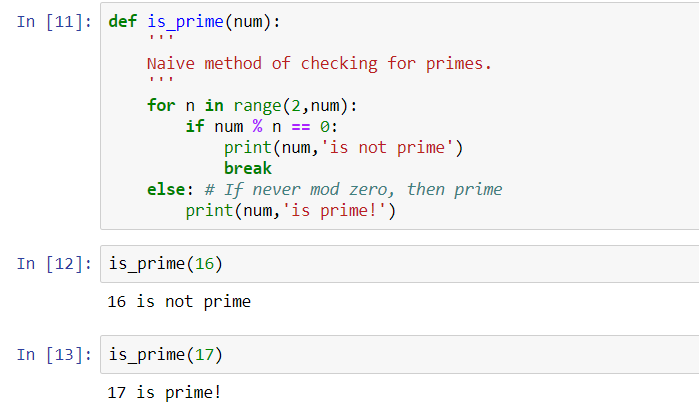 In [11]: def is_prime(num):
    '''
    Naive method of checking for primes.
    '''
    for n in range(2,num):
        if num % n == 0:
            print(num,'is not prime')
            break
    else: # If never mod zero, then prime
        print(num,'is prime!')
In [12]: is_prime(16)
16 is not prime
In [13]: is_prime(17)
17 is prime!